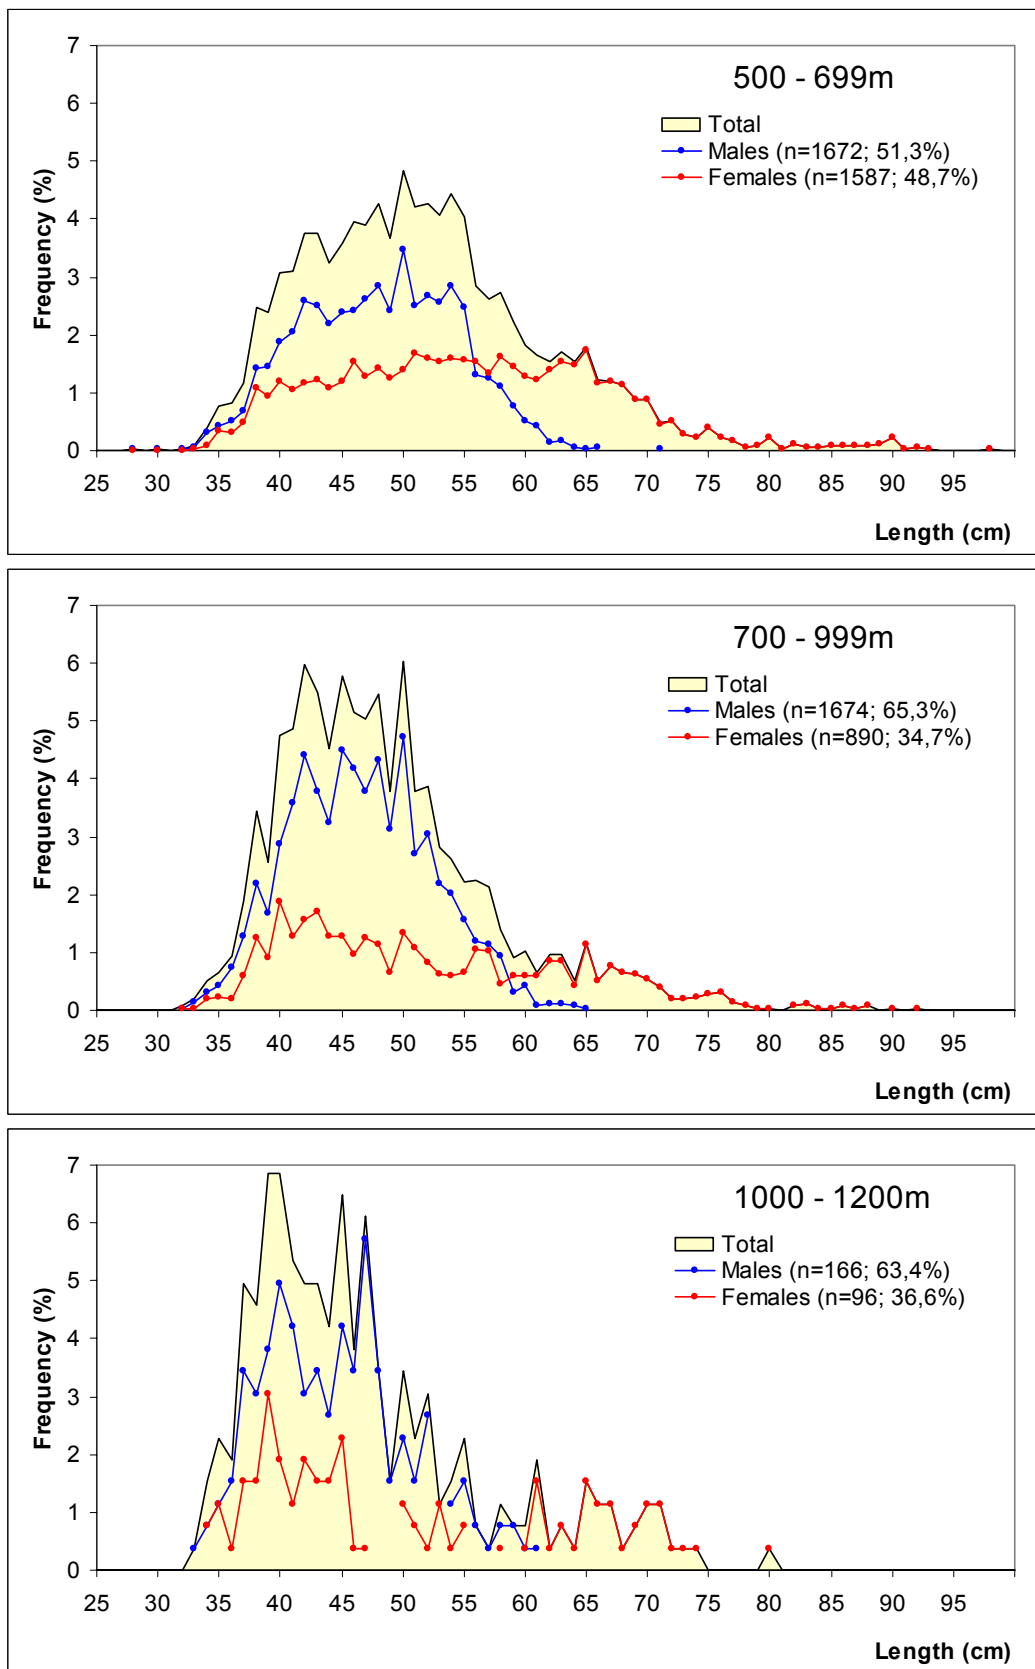 500 - 699m
Total
Males (n=1672; 51,3%)
Females (n=1587; 48,7%)
Frequency (%)
7
6
5
4
3
2
1
0
25 30 35 40 45 50 55 60 65 70 75 80 85 90 95
Length (cm)
700 - 999m
Total
Males (n=1674; 65,3%)
Females (n=890; 34,7%)
Frequency (%)
7
6
5
4
3
2
1
0
25 30 35 40 45 50 55 60 65 70 75 80 85 90 95
Length (cm)
1000 - 1200m
Total
Males (n=166; 63,4%)
Females (n=96; 36,6%)
Frequency (%)
7
6
5
4
3
2
1
0
25 30 35 40 45 50 55 60 65 70 75 80 85 90 95
Length (cm)